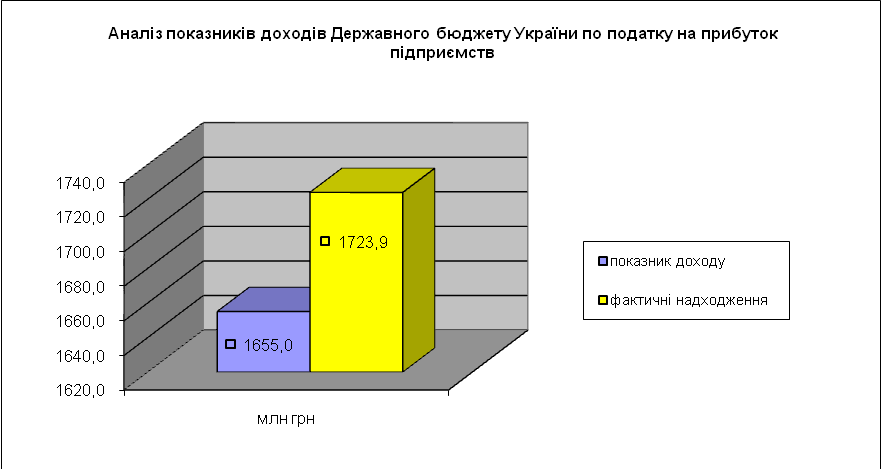 Аналіз показників доходів Державного бюджету України по податку на прибуток
підприємств
1740,0
1720,0
1700,0
1680,0
1660,0
1640,0
1620,0
1723,9
1655,0
млн грн
показник доходу
фактичні надходження